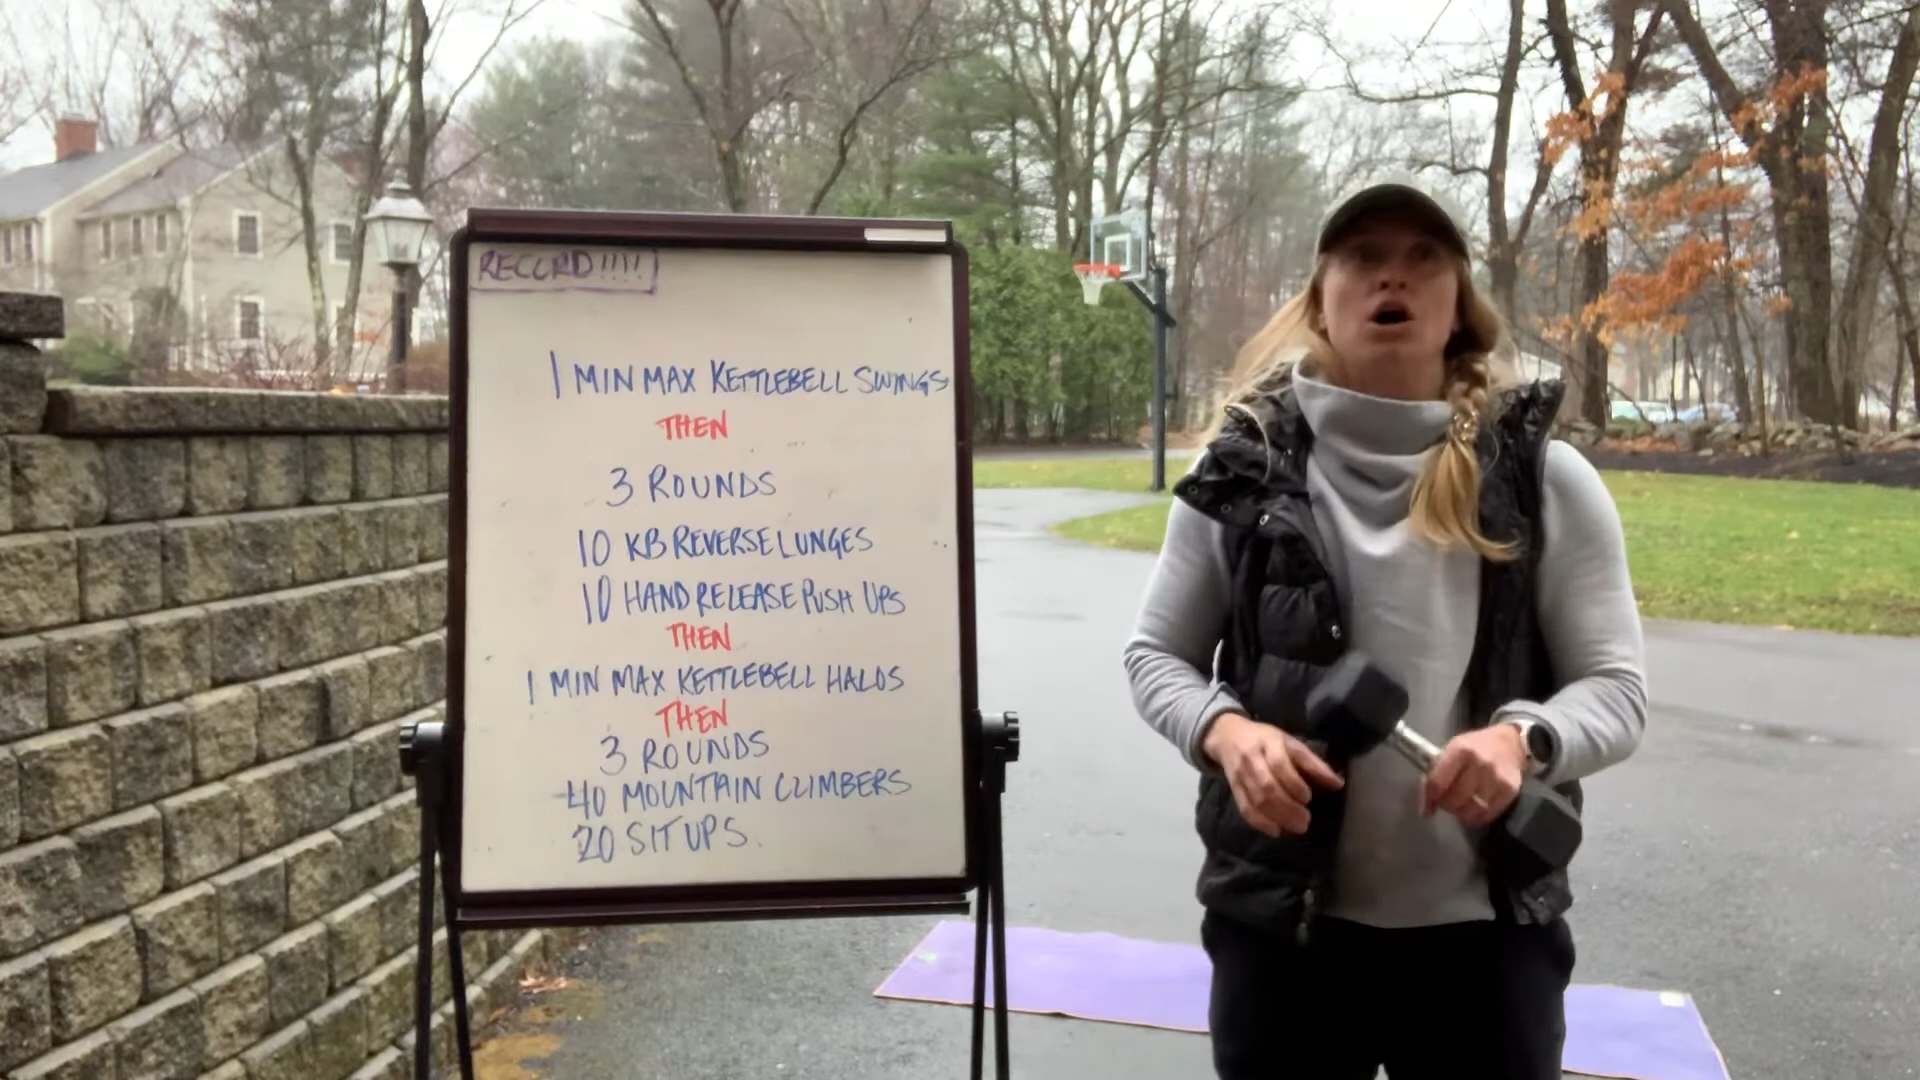 RECORD!!!!
1 MIN MAX KETTLEBELL SWINGS
THEN
3 ROUNDS
10 KB REVERSE LUNGES
10 HAND RELEASE PUSH UPS
THEN
1 MIN MAX KETTLEBELL HALOS
THEN
3 ROUNDS
40 MOUNTAIN CLIMBERS
20 SIT UPS.